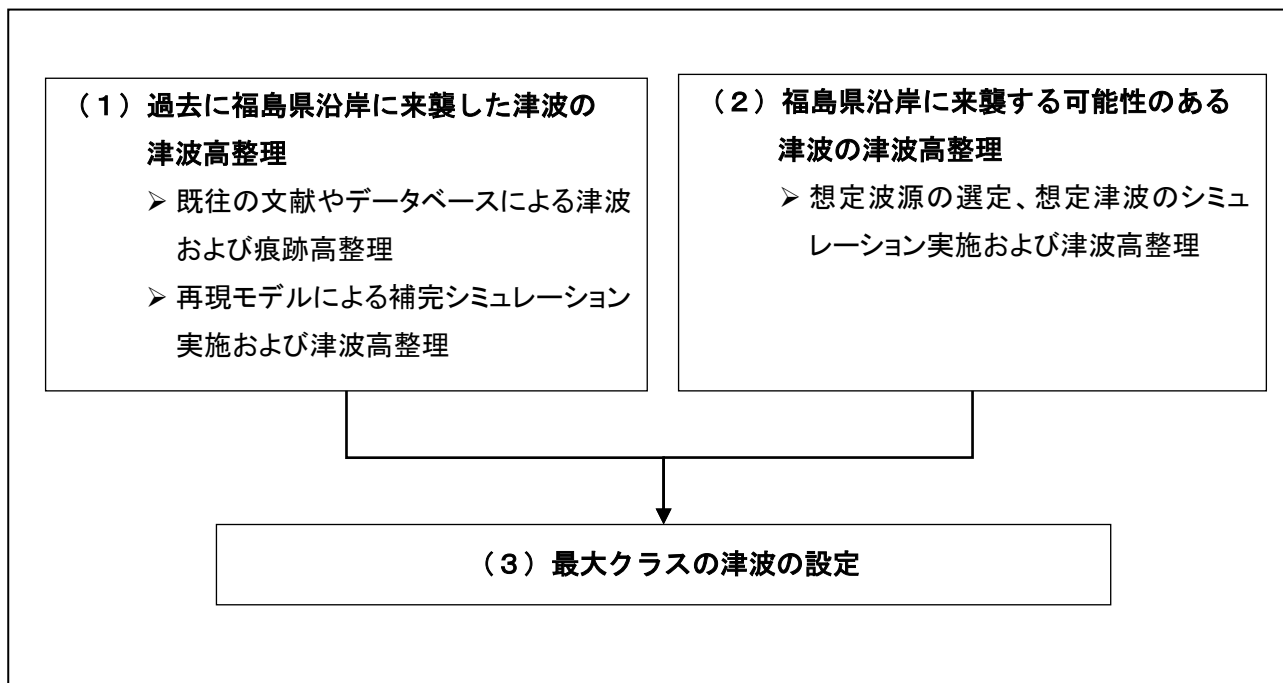 （１）過去に福島県沿岸に来襲した津波の
津波高整理
➢ 既往の文献やデータベースによる津波
および痕跡高整理
➢ 再現モデルによる補完シミュレーション
実施および津波高整理
（２）福島県沿岸に来襲する可能性のある
津波の津波高整理
➢ 想定波源の選定、想定津波のシミュ
レーション実施および津波高整理
（３）最大クラスの津波の設定